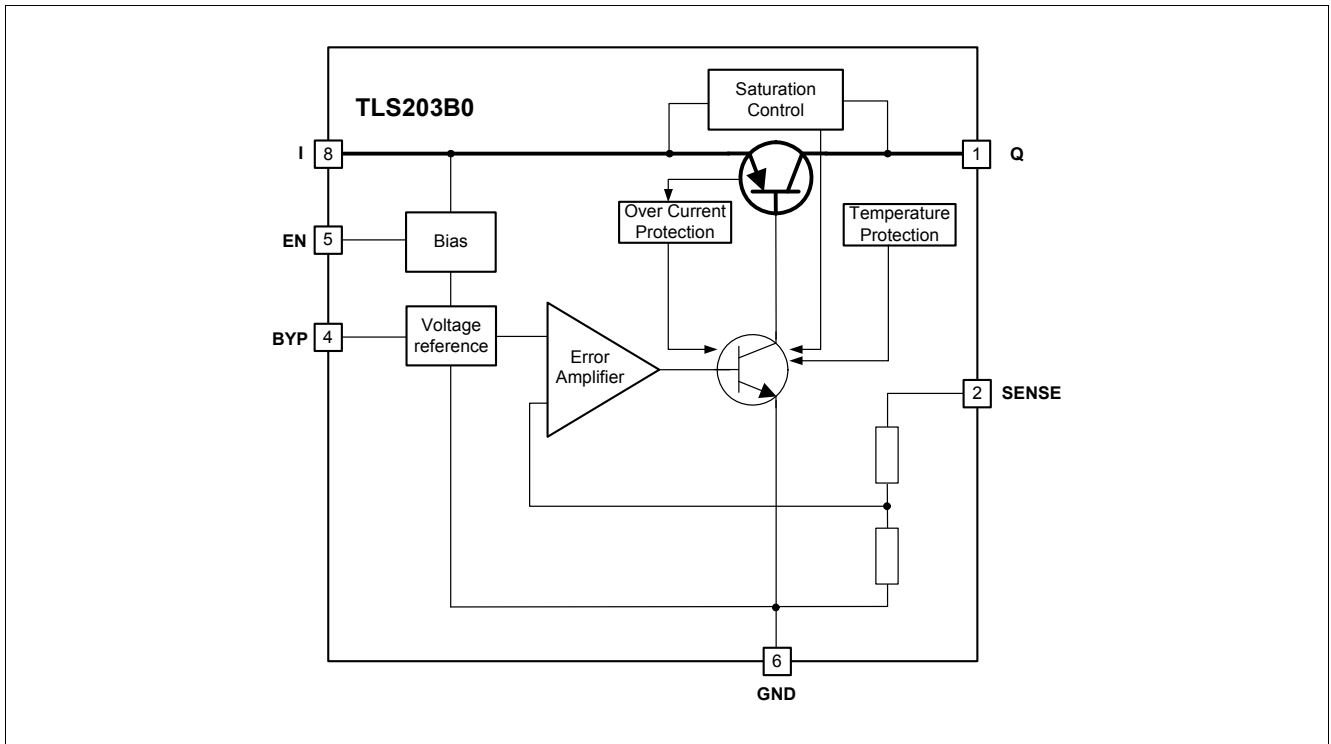 TLS203B0
Saturation
Control
I
8
1
Q
Over Current
Protection
Temperature
Protection
EN
5
Bias
BYP
4
Voltage
reference
Error
Amplifier
2
SENSE
6
GND